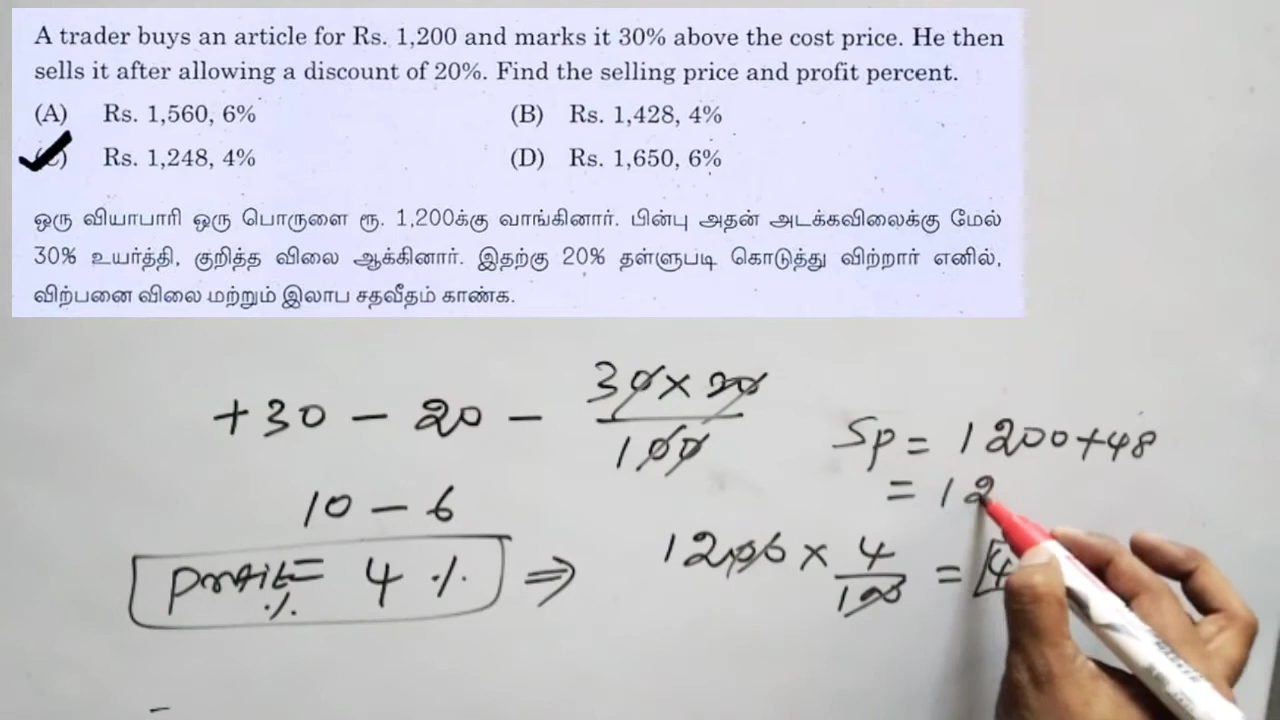 A trader buys an article for Rs. 1,200 and marks it 30% above the cost price. He then
sells it after allowing a discount of 20%. Find the selling price and profit percent.
(A) Rs. 1,560, 6% (B) Rs. 1,428, 4%
Rs. 1,248, 4% (D) Rs. 1,650, 6%
ஒரு வியாபாரி ஒரு பொருளை ரூ. 1,200க்கு வாங்கினார். பின்பு அதன் அடக்கவிலைக்கு மேல்
30% உயர்த்தி, குறித்த விலை ஆக்கினார். இதற்கு 20% தள்ளுபடி கொடுத்து விற்றார் எனில்,
விற்பனை விலை மற்றும் இலாப சதவீதம் காண்க.
+30 - 20 - 30 × 20
100
Sp = 1200+48
= 12
10 - 6
Profit % = 4 % ⇒ 1200 × 4 = 4
100